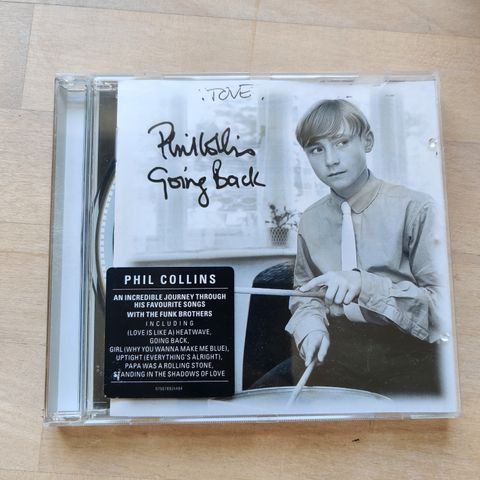 : TOVE .
Phil Collins
Going Back
PHIL COLLINS
AN INCREDIBLE JOURNEY THROUGH
HIS FAVOURITE SONGS
WITH THE FUNK BROTHERS
INCLUDING
(LOVE IS LIKE A) HEATWAVE,
GOING BACK,
GIRL (WHY YOU WANNA MAKE ME BLUE),
UPTIGHT (EVERYTHING'S ALRIGHT),
PAPA WAS A ROLLING STONE,
STANDING IN THE SHADOWS OF LOVE